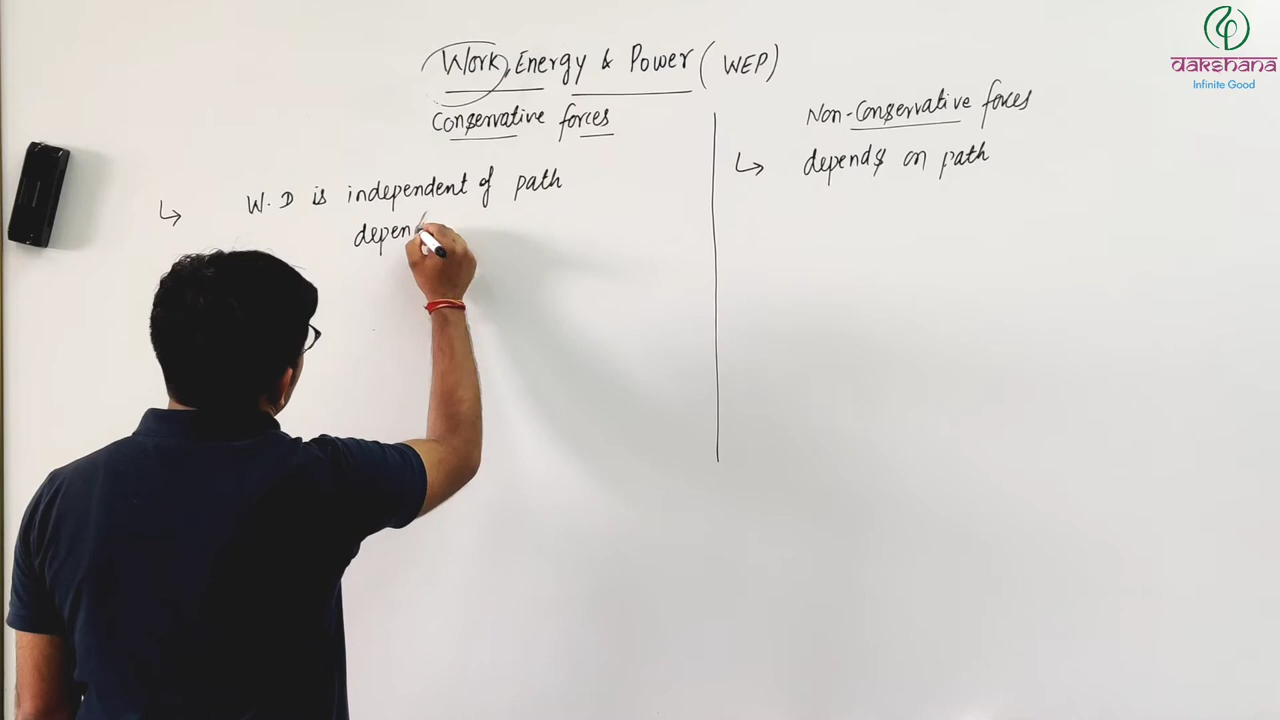 Work, Energy & Power (WEP)
Conservative forces
Non-Conservative forces
↳ W.D is independent of path
depen
↳ depends on path
dakshana
Infinite Good